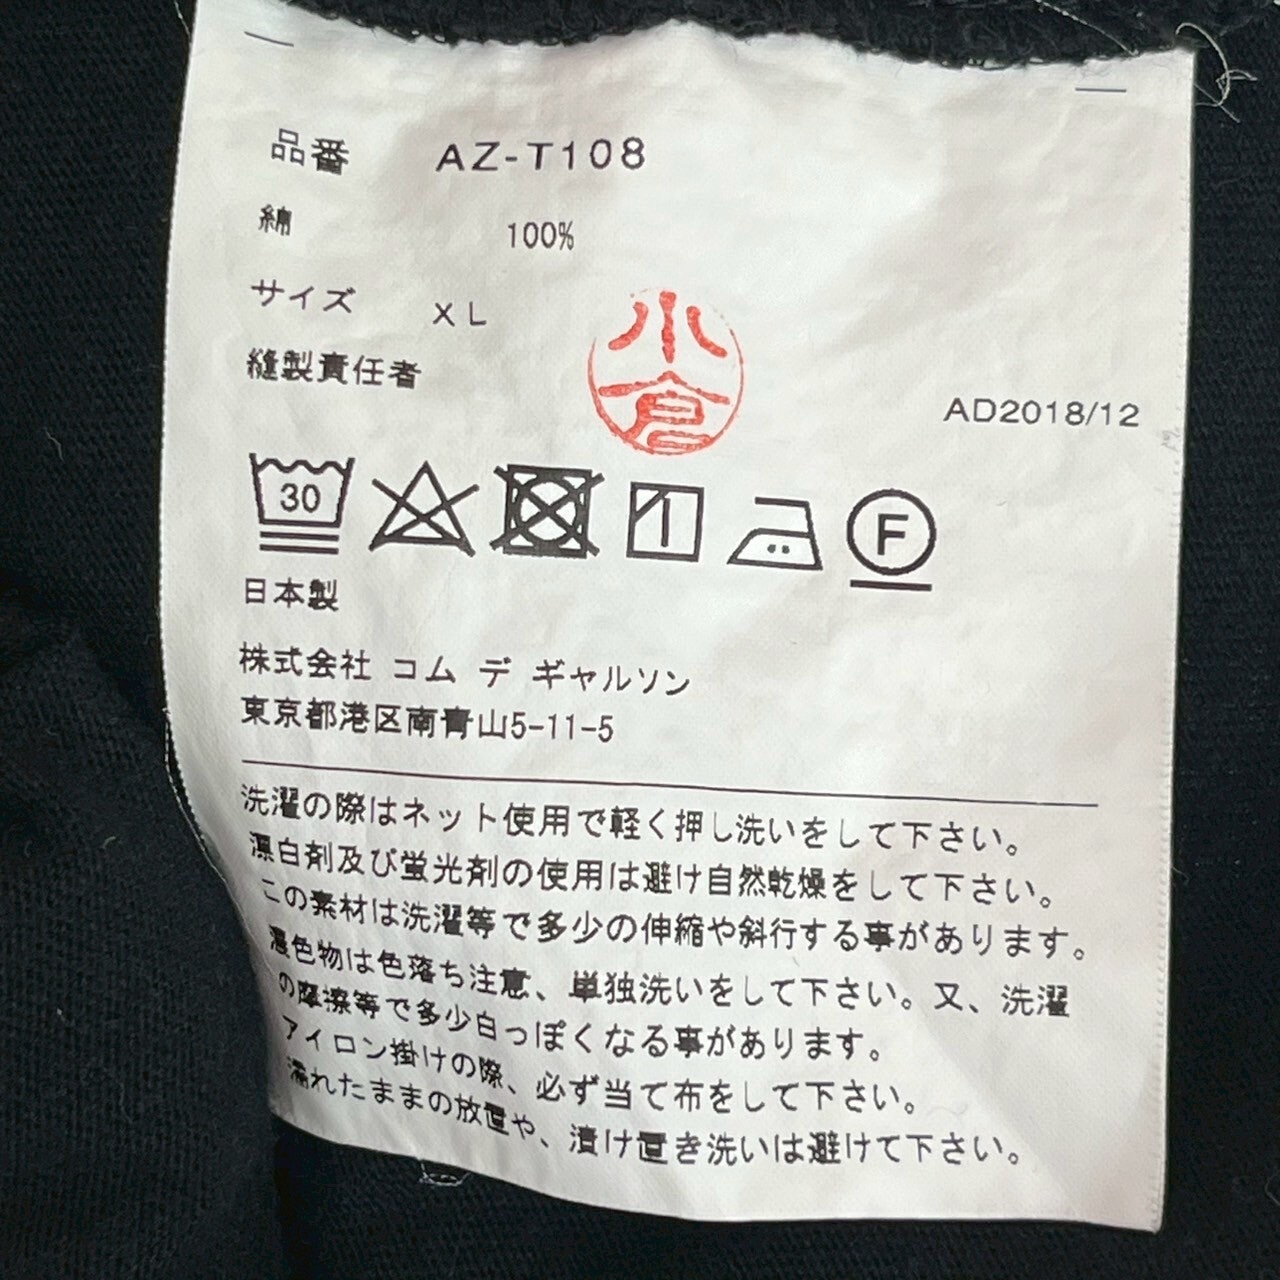 品番 AZ-T108
綿 100%
サイズ XL
縫製責任者
小倉
AD2018/12
30
F
日本製
株式会社 コム デ ギャルソン
東京都港区南青山5-11-5
洗濯の際はネット使用で軽く押し洗いをして下さい。
漂白剤及び蛍光剤の使用は避け自然乾燥をして下さい。
この素材は洗濯等で多少の伸縮や斜行する事があります。
濃色物は色落ち注意、単独洗いをして下さい。又、洗濯
の摩擦等で多少白っぽくなる事があります。
アイロン掛けの際、必ず当て布をして下さい。
濡れたままの放置や、漬け置き洗いは避けて下さい。